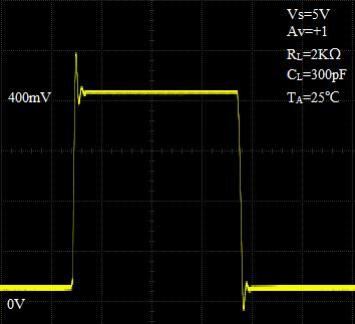 Vs=5V
Av=+1
RL=2KΩ
CL=300pF
TA=25℃
400mV
0V